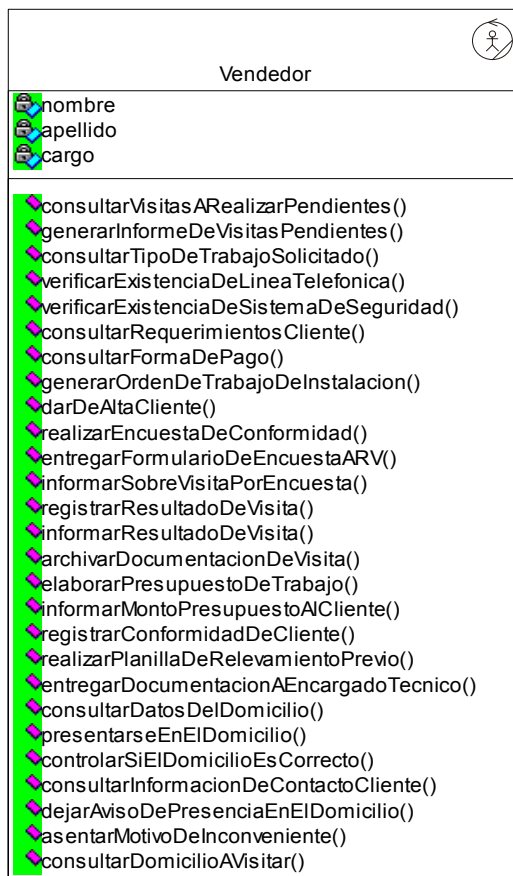 Vendedor
nombre
apellido
cargo
consultarVisitasARealizarPendientes()
generarInformeDeVisitasPendientes()
consultarTipoDeTrabajoSolicitado()
verificarExistenciaDeLineaTelefonica()
verificarExistenciaDeSistemaDeSeguridad()
consultarRequerimientosCliente()
consultarFormaDePago()
generarOrdenDeTrabajoDeInstalacion()
darDeAltaCliente()
realizarEncuestaDeConformidad()
entregarFormularioDeEncuestaARV()
informarSobreVisitaPorEncuesta()
registrarResultadoDeVisita()
informarResultadoDeVisita()
archivarDocumentacionDeVisita()
elaborarPresupuestoDeTrabajo()
informarMontoPresupuestoAlCliente()
registrarConformidadDeCliente()
realizarPlanillaDeRelevamientoPrevio()
entregarDocumentacionAEncargadoTecnico()
consultarDatosDelDomicilio()
presentarseEnElDomicilio()
controlarSiElDomicilioEsCorrecto()
consultarInformacionDeContactoCliente()
dejarAvisoDePresenciaEnElDomicilio()
asentarMotivoDeInconveniente()
consultarDomicilioAVisitar()